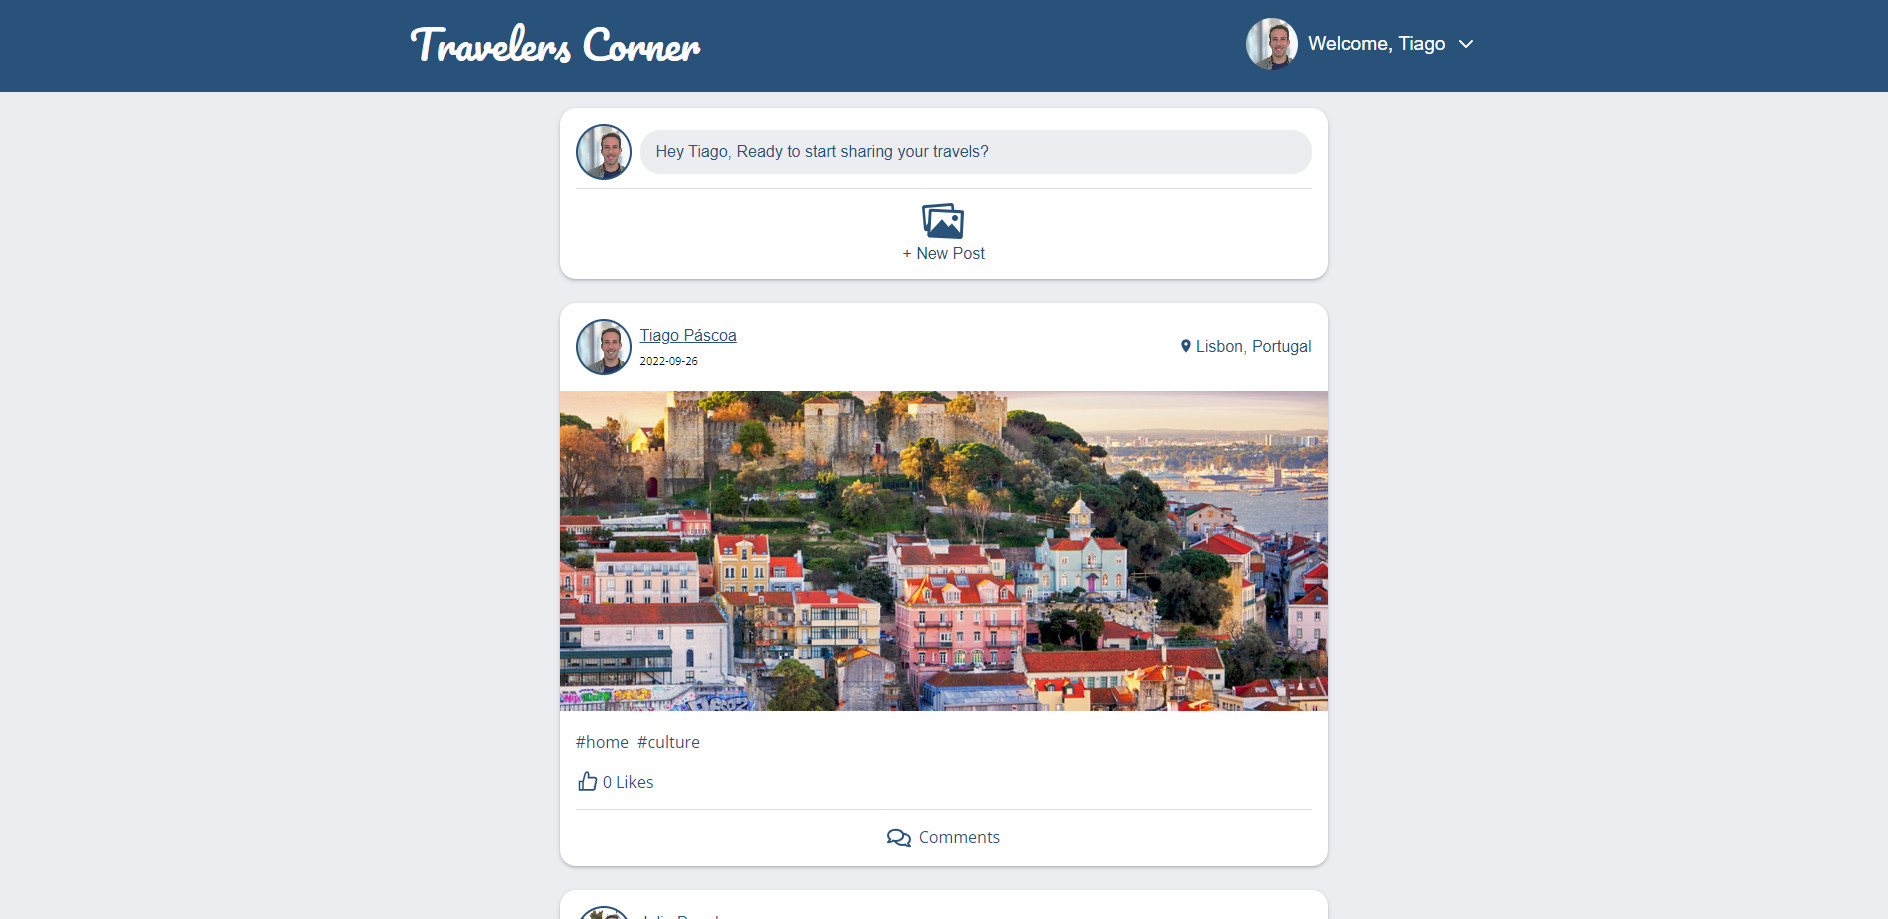 Travelers Corner
Welcome, Tiago
Hey Tiago, Ready to start sharing your travels?
+ New Post
Tiago Páscoa
2022-09-26
Lisbon, Portugal
#home #culture
0 Likes
Comments